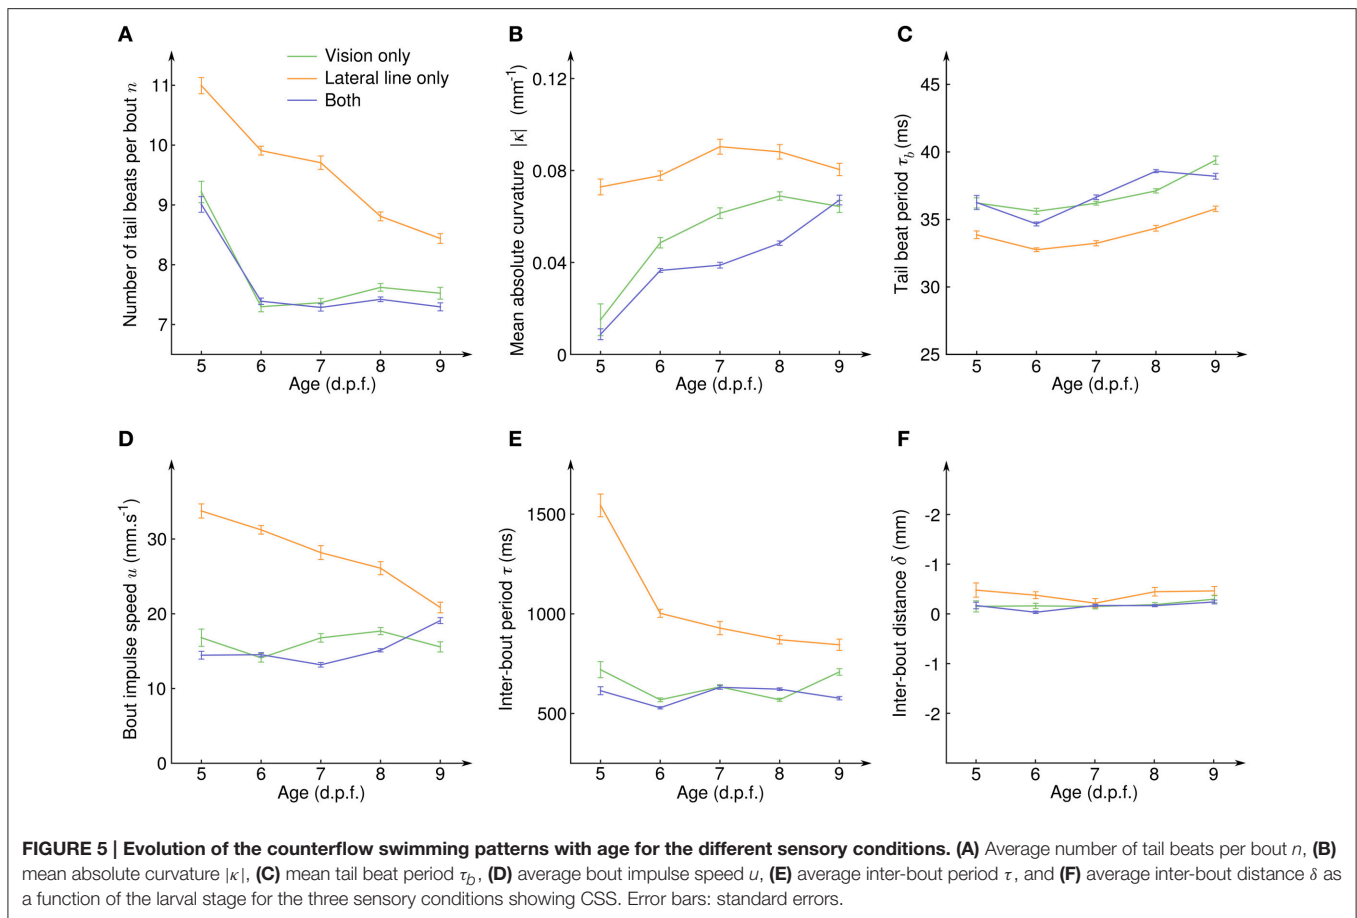 A
Vision only
Lateral line only
Both
Number of tail beats per bout n
11
10
9
8
7
5 6 7 8 9
Age (d.p.f.)
B
Mean absolute curvature |κ| (mm⁻¹)
0.12
0.08
0.04
0
5 6 7 8 9
Age (d.p.f.)
C
Tail beat period τb (ms)
45
40
35
30
25
5 6 7 8 9
Age (d.p.f.)
D
Bout impulse speed u (mm.s⁻¹)
30
20
10
0
5 6 7 8 9
Age (d.p.f.)
E
Inter-bout period τ (ms)
1500
1000
500
5 6 7 8 9
Age (d.p.f.)
F
Inter-bout distance δ (mm)
-2
-1
0
-1
-2
5 6 7 8 9
Age (d.p.f.)
FIGURE 5 | Evolution of the counterflow swimming patterns with age for the different sensory conditions. (A) Average number of tail beats per bout n, (B)
mean absolute curvature |κ|, (C) mean tail beat period τb, (D) average bout impulse speed u, (E) average inter-bout period τ, and (F) average inter-bout distance δ as
a function of the larval stage for the three sensory conditions showing CSS. Error bars: standard errors.